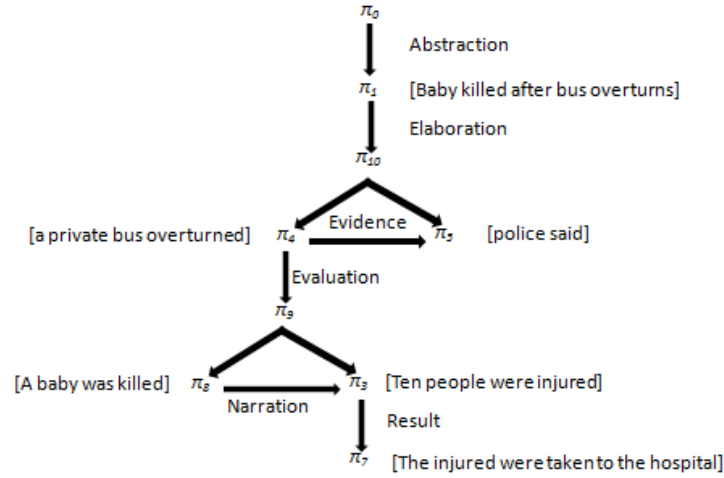 π₀
Abstraction
π₁ [Baby killed after bus overturns]
Elaboration
π₁₀
[a private bus overturned] π₄ Evidence π₅ [police said]
Evaluation
π₉
[A baby was killed] π₈ Narration π₃ [Ten people were injured]
Result
π₇ [The injured were taken to the hospital]